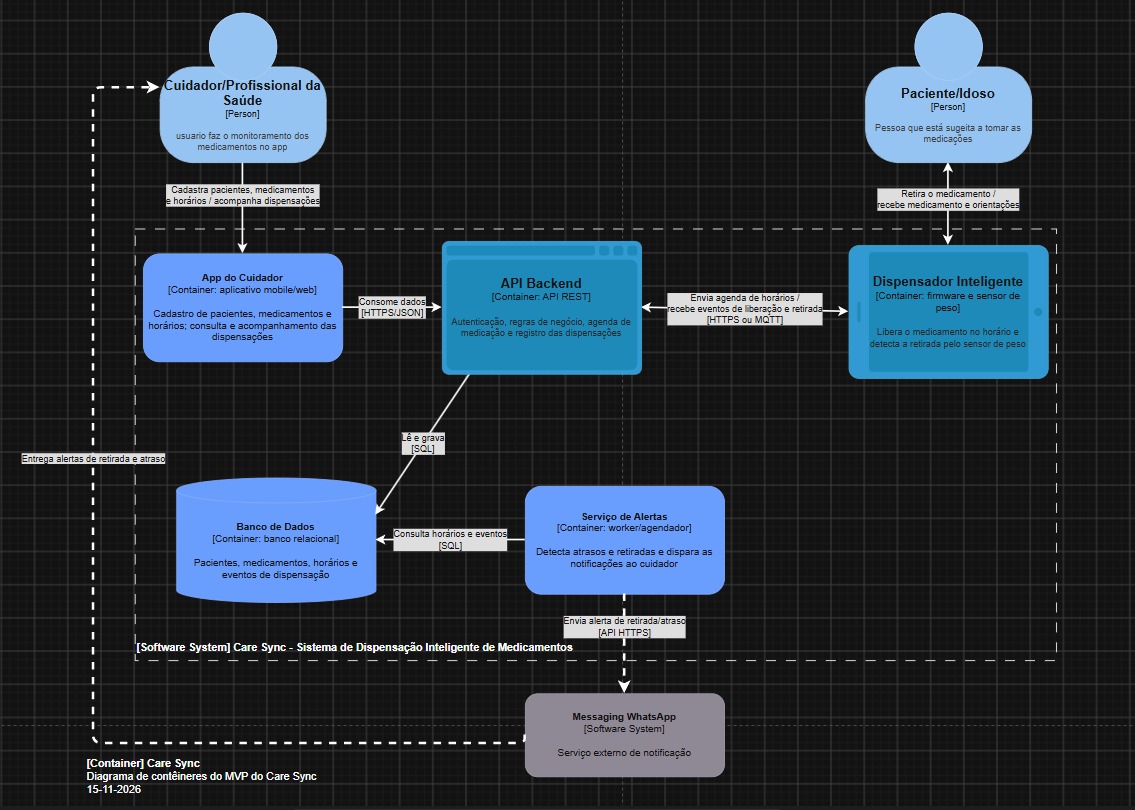 Cuidador/Profissional da
Saúde
[Person]
usuario faz o monitoramento dos
medicamentos no app
Paciente/Idoso
[Person]
Pessoa que está sugeita a tomar as
medicações
Cadastra pacientes, medicamentos
e horários / acompanha dispensações
Retira o medicamento /
recebe medicamento e orientações
App do Cuidador
[Container: aplicativo mobile/web]
Cadastro de pacientes, medicamentos e
horários; consulta e acompanhamento das
dispensações
Consome dados
[HTTPS/JSON]
API Backend
[Container: API REST]
Autenticação, regras de negócio, agenda de
medicação e registro das dispensações
Envia agenda de horários /
recebe eventos de liberação e retirada
[HTTPS ou MQTT]
Dispensador Inteligente
[Container: firmware e sensor de
peso]
Libera o medicamento no horário e
detecta a retirada pelo sensor de peso
Lê e grava
[SQL]
Entrega alertas de retirada e atraso
Banco de Dados
[Container: banco relacional]
Pacientes, medicamentos, horários e
eventos de dispensação
Consulta horários e eventos
[SQL]
Serviço de Alertas
[Container: worker/agendador]
Detecta atrasos e retiradas e dispara as
notificações ao cuidador
Envia alerta de retirada/atraso
[API HTTPS]
[Software System] Care Sync - Sistema de Dispensação Inteligente de Medicamentos
Messaging WhatsApp
[Software System]
Serviço externo de notificação
[Container] Care Sync
Diagrama de contêineres do MVP do Care Sync
15-11-2026